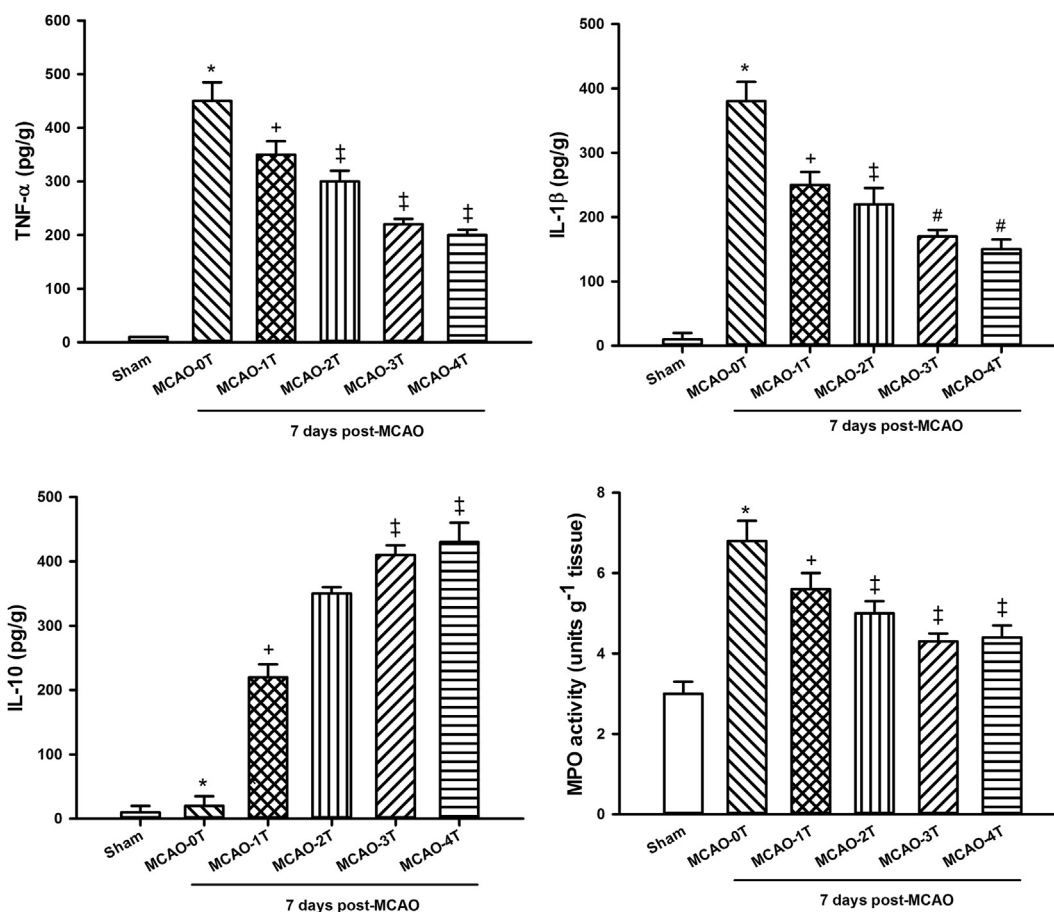 TNF-α (pg/g)
600
500
400
300
200
100
0
*
+
‡
‡
‡
Sham
MCAO-0T
MCAO-1T
MCAO-2T
MCAO-3T
MCAO-4T
7 days post-MCAO
IL-1β (pg/g)
500
400
300
200
100
0
*
+
‡
#
#
Sham
MCAO-0T
MCAO-1T
MCAO-2T
MCAO-3T
MCAO-4T
7 days post-MCAO
IL-10 (pg/g)
500
400
300
200
100
0
*
+
‡
‡
Sham
MCAO-0T
MCAO-1T
MCAO-2T
MCAO-3T
MCAO-4T
7 days post-MCAO
MPO activity (units g⁻¹ tissue)
8
6
4
2
0
*
+
‡
‡
‡
Sham
MCAO-0T
MCAO-1T
MCAO-2T
MCAO-3T
MCAO-4T
7 days post-MCAO